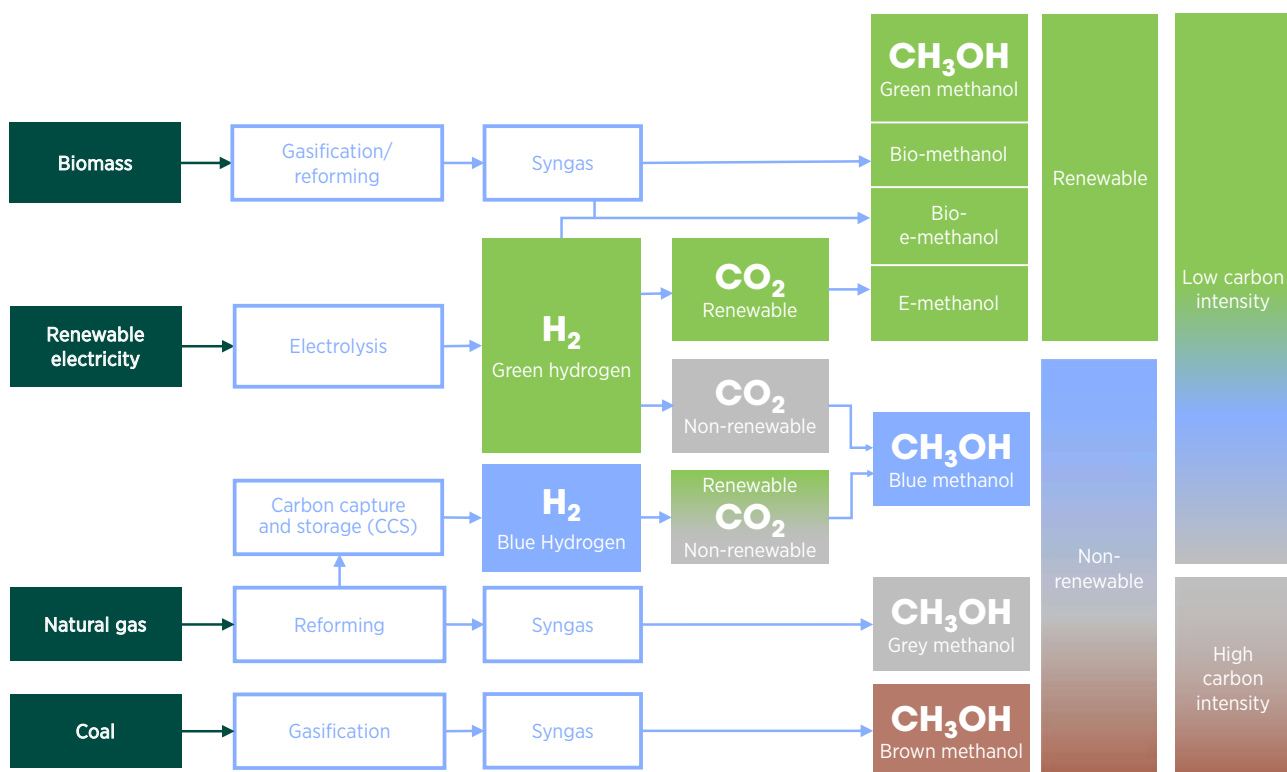 CH₃OH
Green methanol
Biomass
Gasification/
reforming
Syngas
Bio-methanol
Bio-
e-methanol
Renewable
electricity
Electrolysis
H₂
Green hydrogen
CO₂
Renewable
E-methanol
CO₂
Non-renewable
CH₃OH
Blue methanol
Carbon capture
and storage (CCS)
H₂
Blue Hydrogen
Renewable
CO₂
Non-renewable
Natural gas
Reforming
Syngas
CH₃OH
Grey methanol
Coal
Gasification
Syngas
CH₃OH
Brown methanol
Renewable
Non-
renewable
Low carbon
intensity
High
carbon
intensity